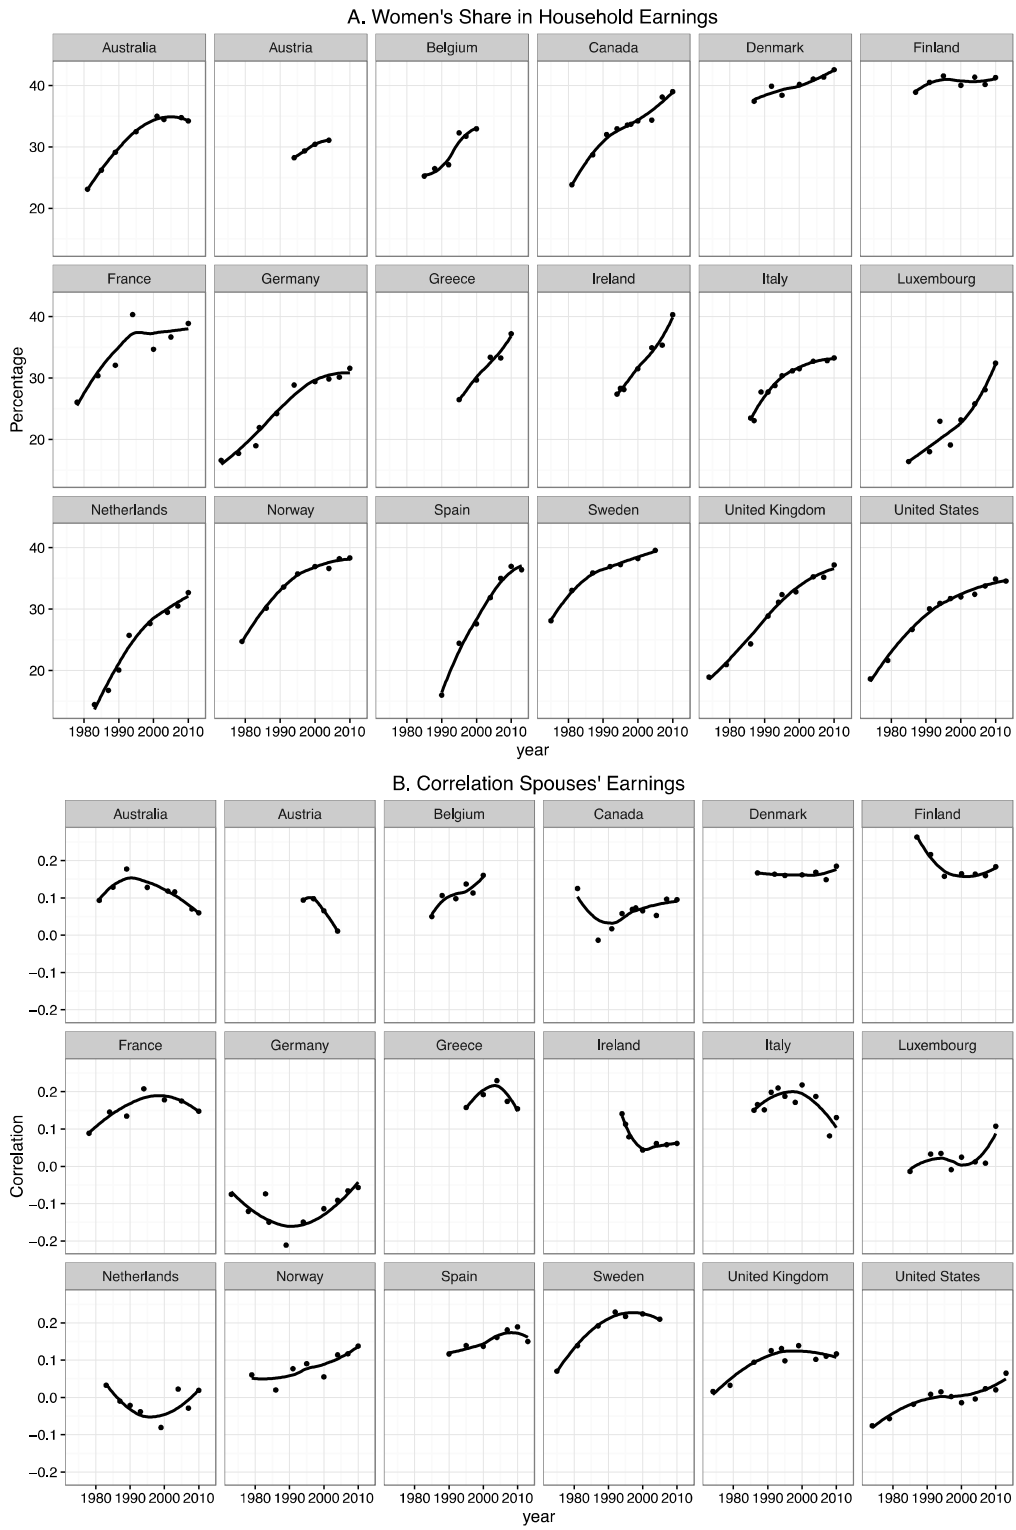 A. Women's Share in Household Earnings
Australia Austria Belgium Canada Denmark Finland
40
30
20
France Germany Greece Ireland Italy Luxembourg
40
30
20
Percentage
Netherlands Norway Spain Sweden United Kingdom United States
40
30
20
1980 1990 2000 2010 1980 1990 2000 2010 1980 1990 2000 2010 1980 1990 2000 2010 1980 1990 2000 2010 1980 1990 2000 2010
year
B. Correlation Spouses' Earnings
Australia Austria Belgium Canada Denmark Finland
0.2
0.1
0.0
−0.1
−0.2
France Germany Greece Ireland Italy Luxembourg
0.2
0.1
0.0
−0.1
−0.2
Correlation
Netherlands Norway Spain Sweden United Kingdom United States
0.2
0.1
0.0
−0.1
−0.2
1980 1990 2000 2010 1980 1990 2000 2010 1980 1990 2000 2010 1980 1990 2000 2010 1980 1990 2000 2010 1980 1990 2000 2010
year